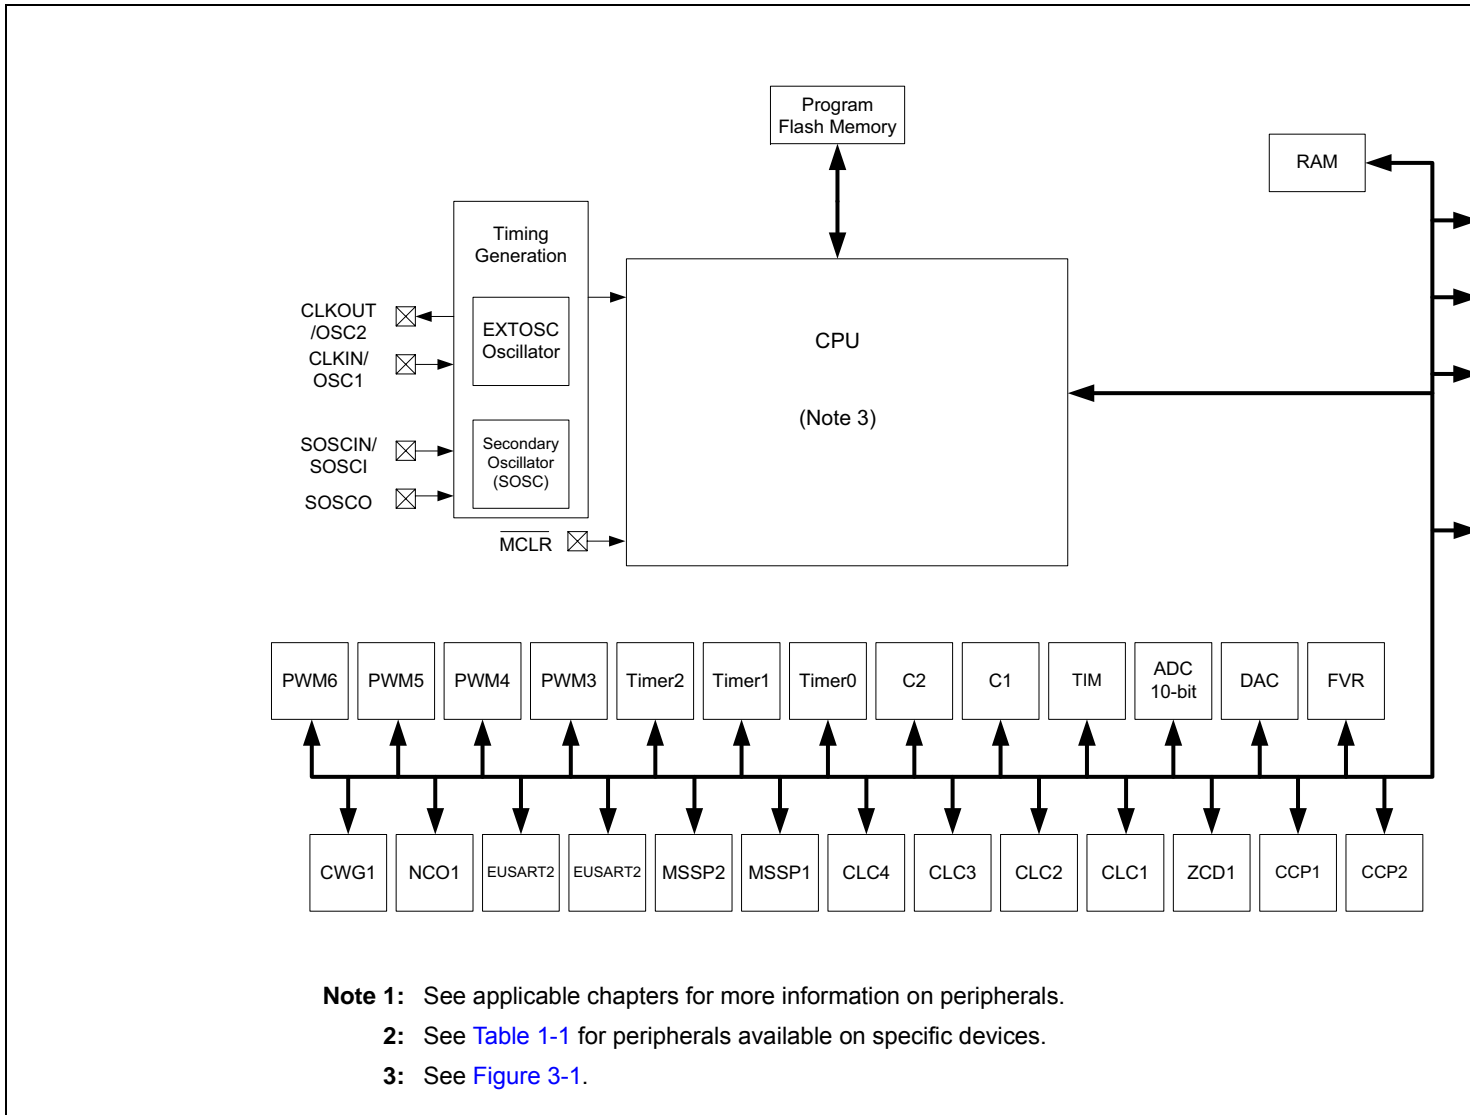 Program
Flash Memory
RAM
Timing
Generation
CLKOUT
/OSC2
EXTOSC
Oscillator
CLKIN/
OSC1
CPU
(Note 3)
SOSCIN/
SOSCI
Secondary
Oscillator
(SOSC)
SOSCO
MCLR
PWM6
PWM5
PWM4
PWM3
Timer2
Timer1
Timer0
C2
C1
TIM
ADC
10-bit
DAC
FVR
CWG1
NCO1
EUSART2
EUSART2
MSSP2
MSSP1
CLC4
CLC3
CLC2
CLC1
ZCD1
CCP1
CCP2
Note 1: See applicable chapters for more information on peripherals.
2: See Table 1-1 for peripherals available on specific devices.
3: See Figure 3-1.